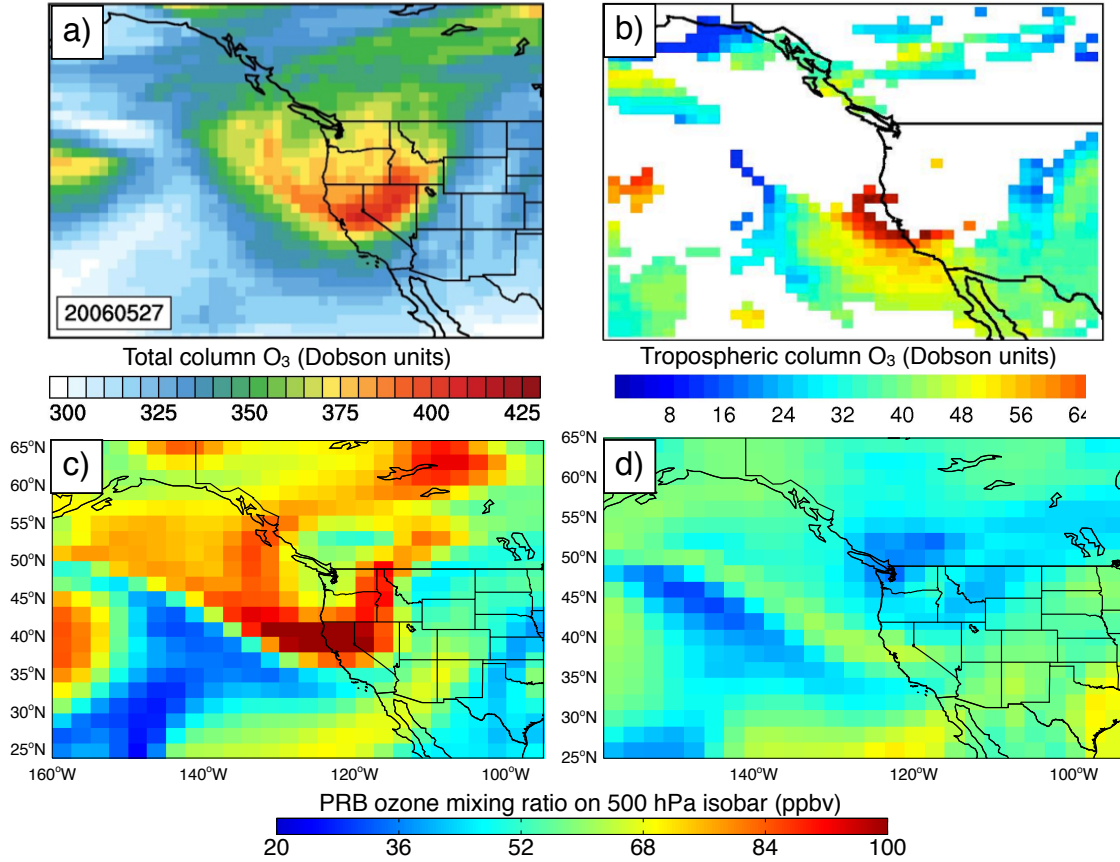 a)
b)
20060527
Total column O₃ (Dobson units)
Tropospheric column O₃ (Dobson units)
300 325 350 375 400 425
8 16 24 32 40 48 56 64
c)
d)
65°N
60°N
55°N
50°N
45°N
40°N
35°N
30°N
25°N
65°N
60°N
55°N
50°N
45°N
40°N
35°N
30°N
25°N
160°W 140°W 120°W 100°W
140°W 120°W 100°W
PRB ozone mixing ratio on 500 hPa isobar (ppbv)
20 36 52 68 84 100